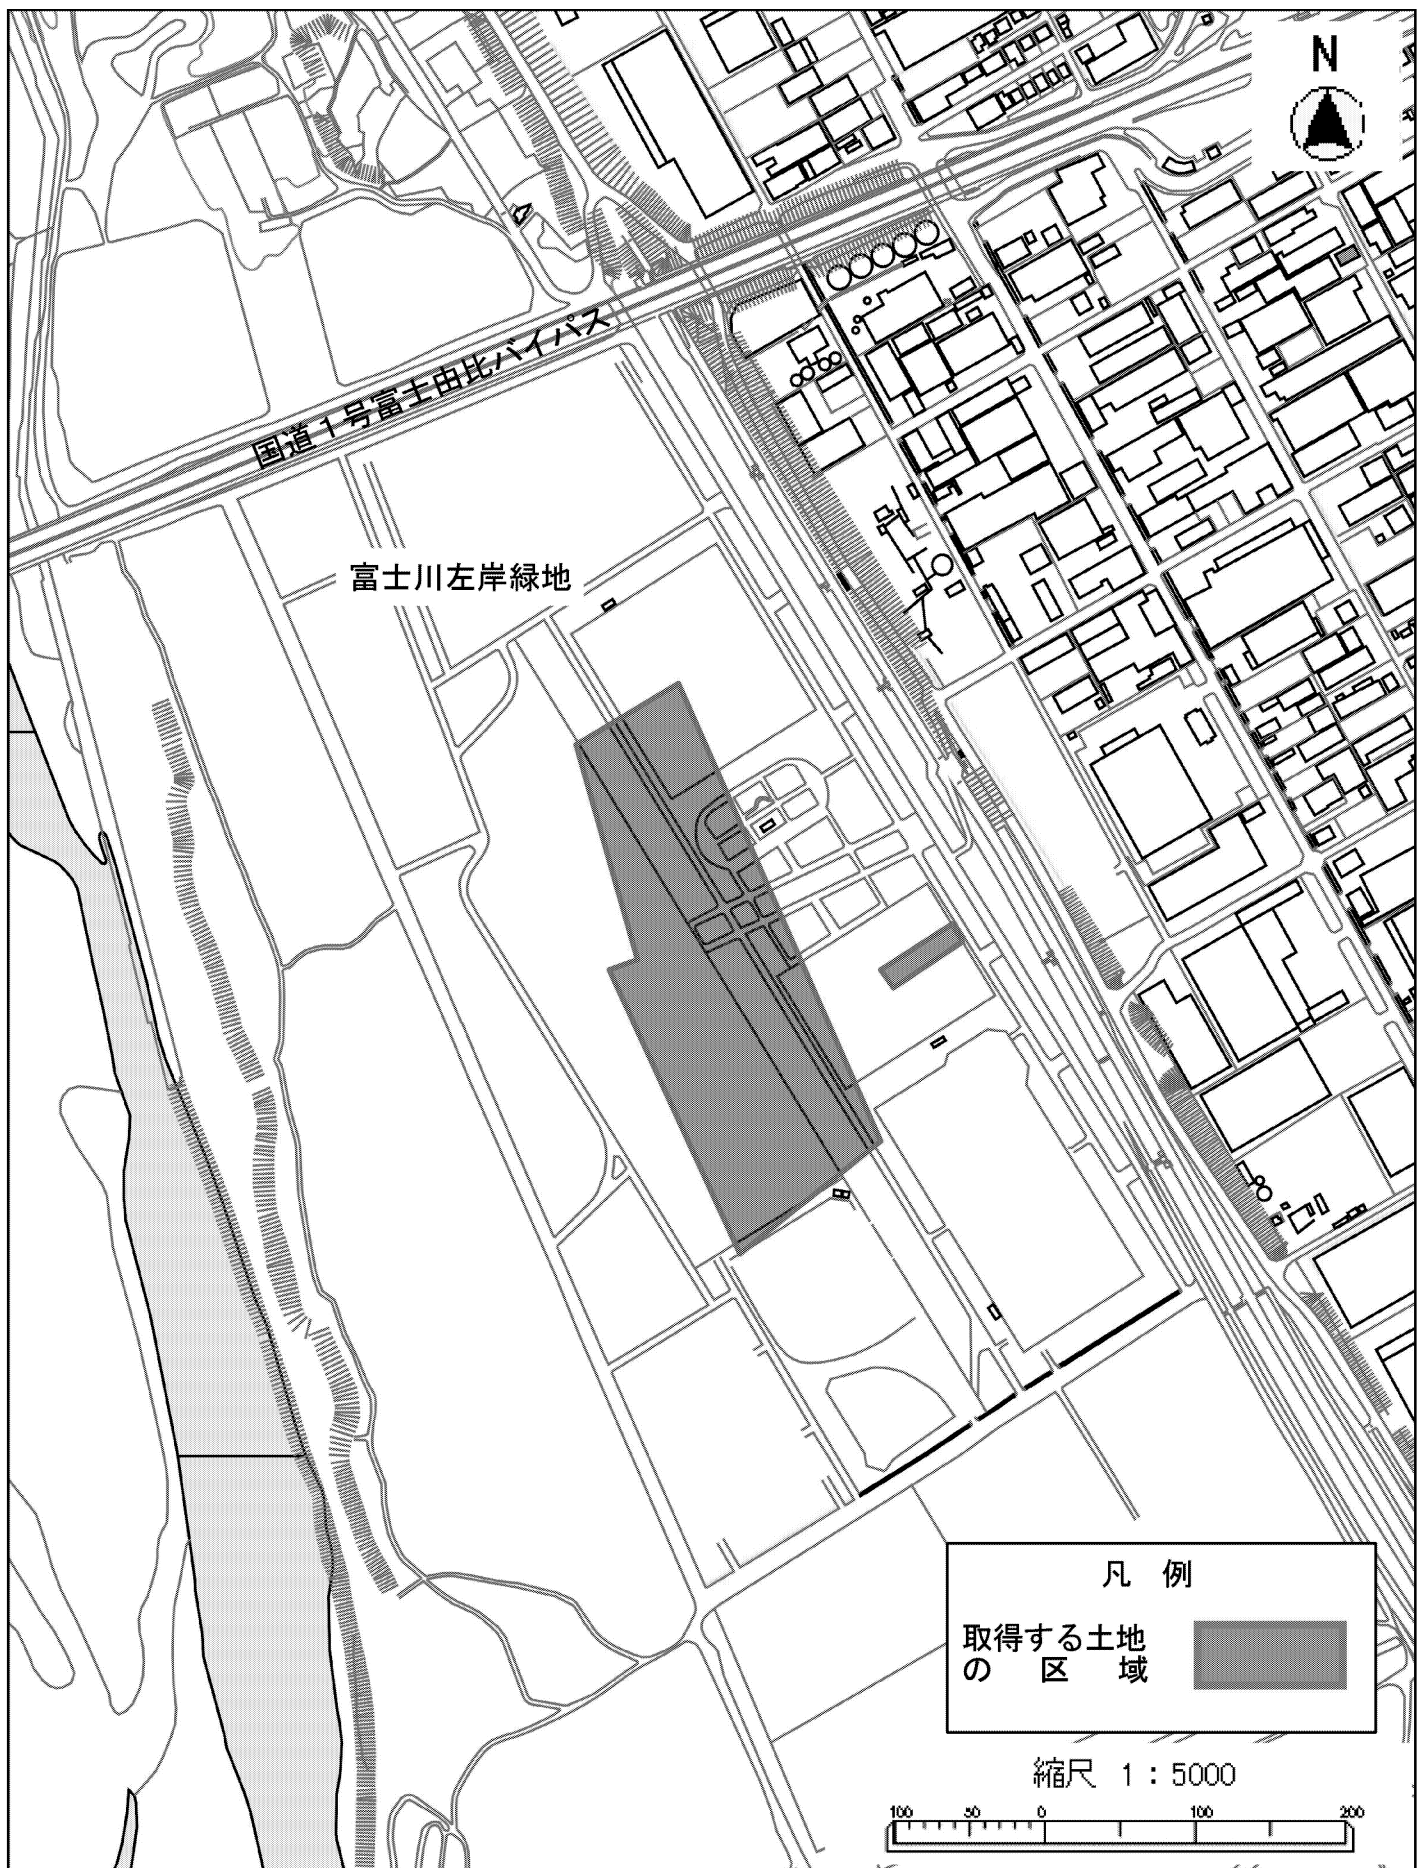 N
国道1号富士由比バイパス
富士川左岸緑地
凡 例
取得する土地
の 区 域
縮尺 1:5000
100 50 0 100 200